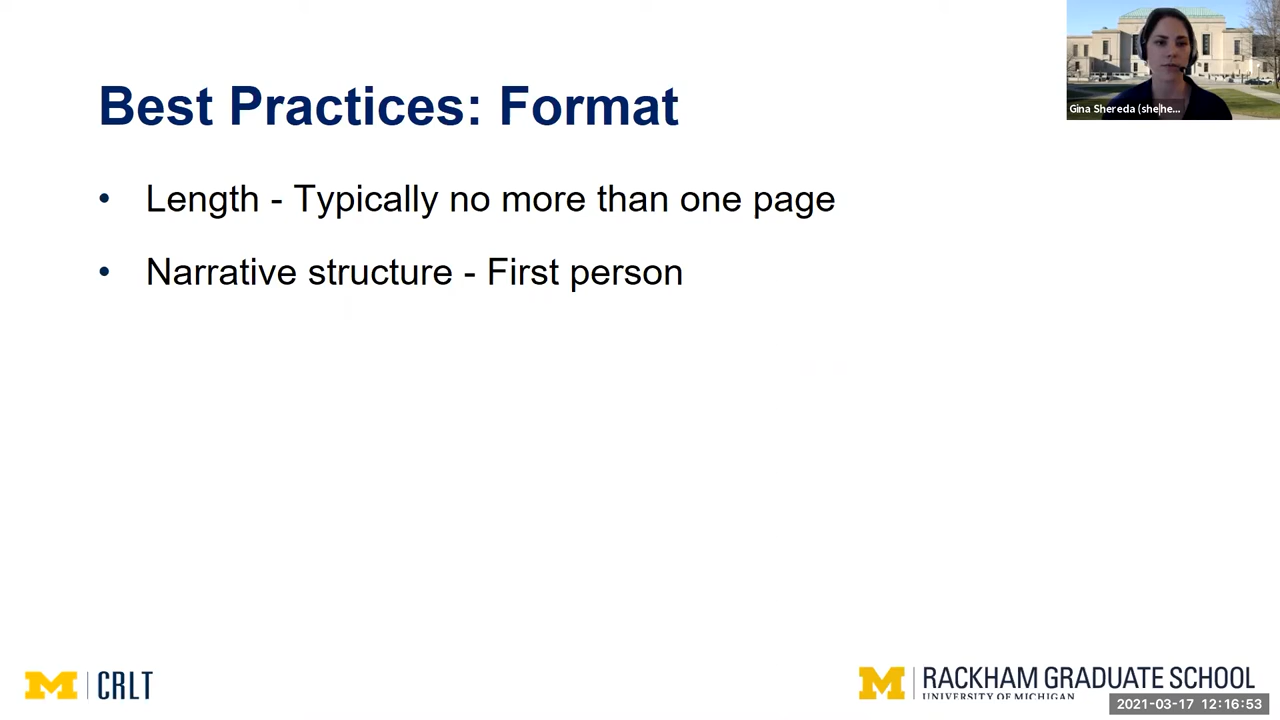 Gina Shereda (she|he...
Best Practices: Format
• Length - Typically no more than one page
• Narrative structure - First person
M | CRLT
M | RACKHAM GRADUATE SCHOOL
UNIVERSITY OF MICHIGAN
2021-03-17 12:16:53